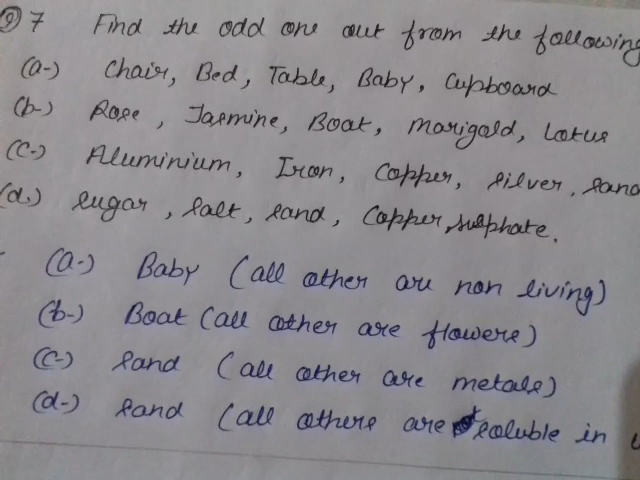 Q7 Find the odd one out from the following
(a-) Chair, Bed, Table, Baby, Cupboard
(b-) Rose, Jasmine, Boat, Marigold, Lotus
(c-) Aluminium, Iron, Copper, silver, sand
(d.) sugar, salt, sand, Copper, sulphate.
(a-) Baby (all other are non living)
(b-) Boat (all other are flowers)
(c-) sand (all other are metals)
(d-) sand (all others are soluble in